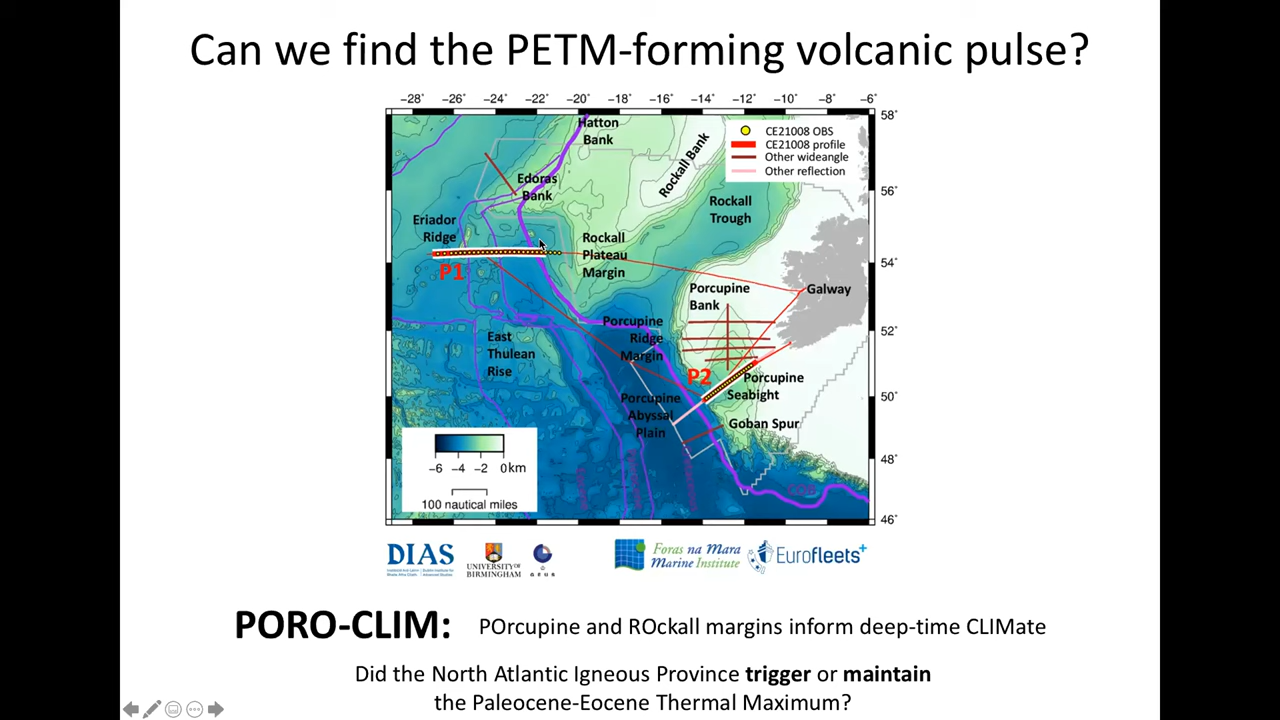 Can we find the PETM-forming volcanic pulse?
−28° −26° −24° −22° −20° −18° −16° −14° −12° −10° −8° −6°
58°
56°
54°
52°
50°
48°
46°
CE21008 OBS
CE21008 profile
Other wideangle
Other reflection
Hatton
Bank
Rockall Bank
Edoras
Bank
Rockall
Trough
Eriador
Ridge
Rockall
Plateau
Margin
P1
Porcupine
Bank
Galway
Porcupine
Ridge
Margin
East
Thulean
Rise
P2
Porcupine
Seabight
Porcupine
Abyssal
Plain
Goban Spur
COB
−6 −4 −2 0km
100 nautical miles
DIAS
UNIVERSITY OF
BIRMINGHAM
GEUS
Foras na Mara
Marine Institute
Eurofleets+
PORO-CLIM: POrcupine and ROckall margins inform deep-time CLIMate
Did the North Atlantic Igneous Province trigger or maintain
the Paleocene-Eocene Thermal Maximum?